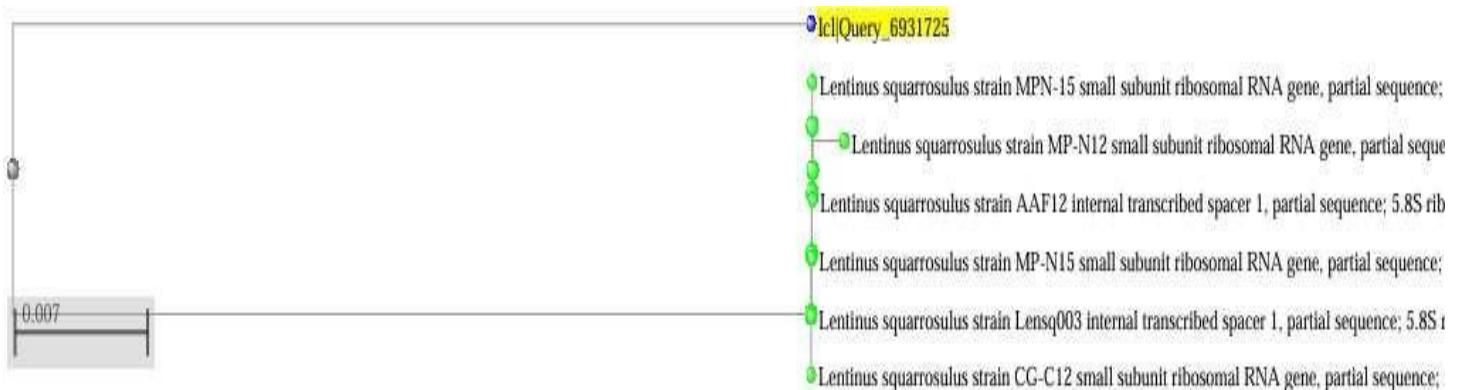 lcl|Query_6931725
Lentinus squarrosulus strain MPN-15 small subunit ribosomal RNA gene, partial sequence;
Lentinus squarrosulus strain MP-N12 small subunit ribosomal RNA gene, partial seque
Lentinus squarrosulus strain AAF12 internal transcribed spacer 1, partial sequence; 5.8S rib
Lentinus squarrosulus strain MP-N15 small subunit ribosomal RNA gene, partial sequence;
0.007
Lentinus squarrosulus strain Lensq003 internal transcribed spacer 1, partial sequence; 5.8S r
Lentinus squarrosulus strain CG-C12 small subunit ribosomal RNA gene, partial sequence;